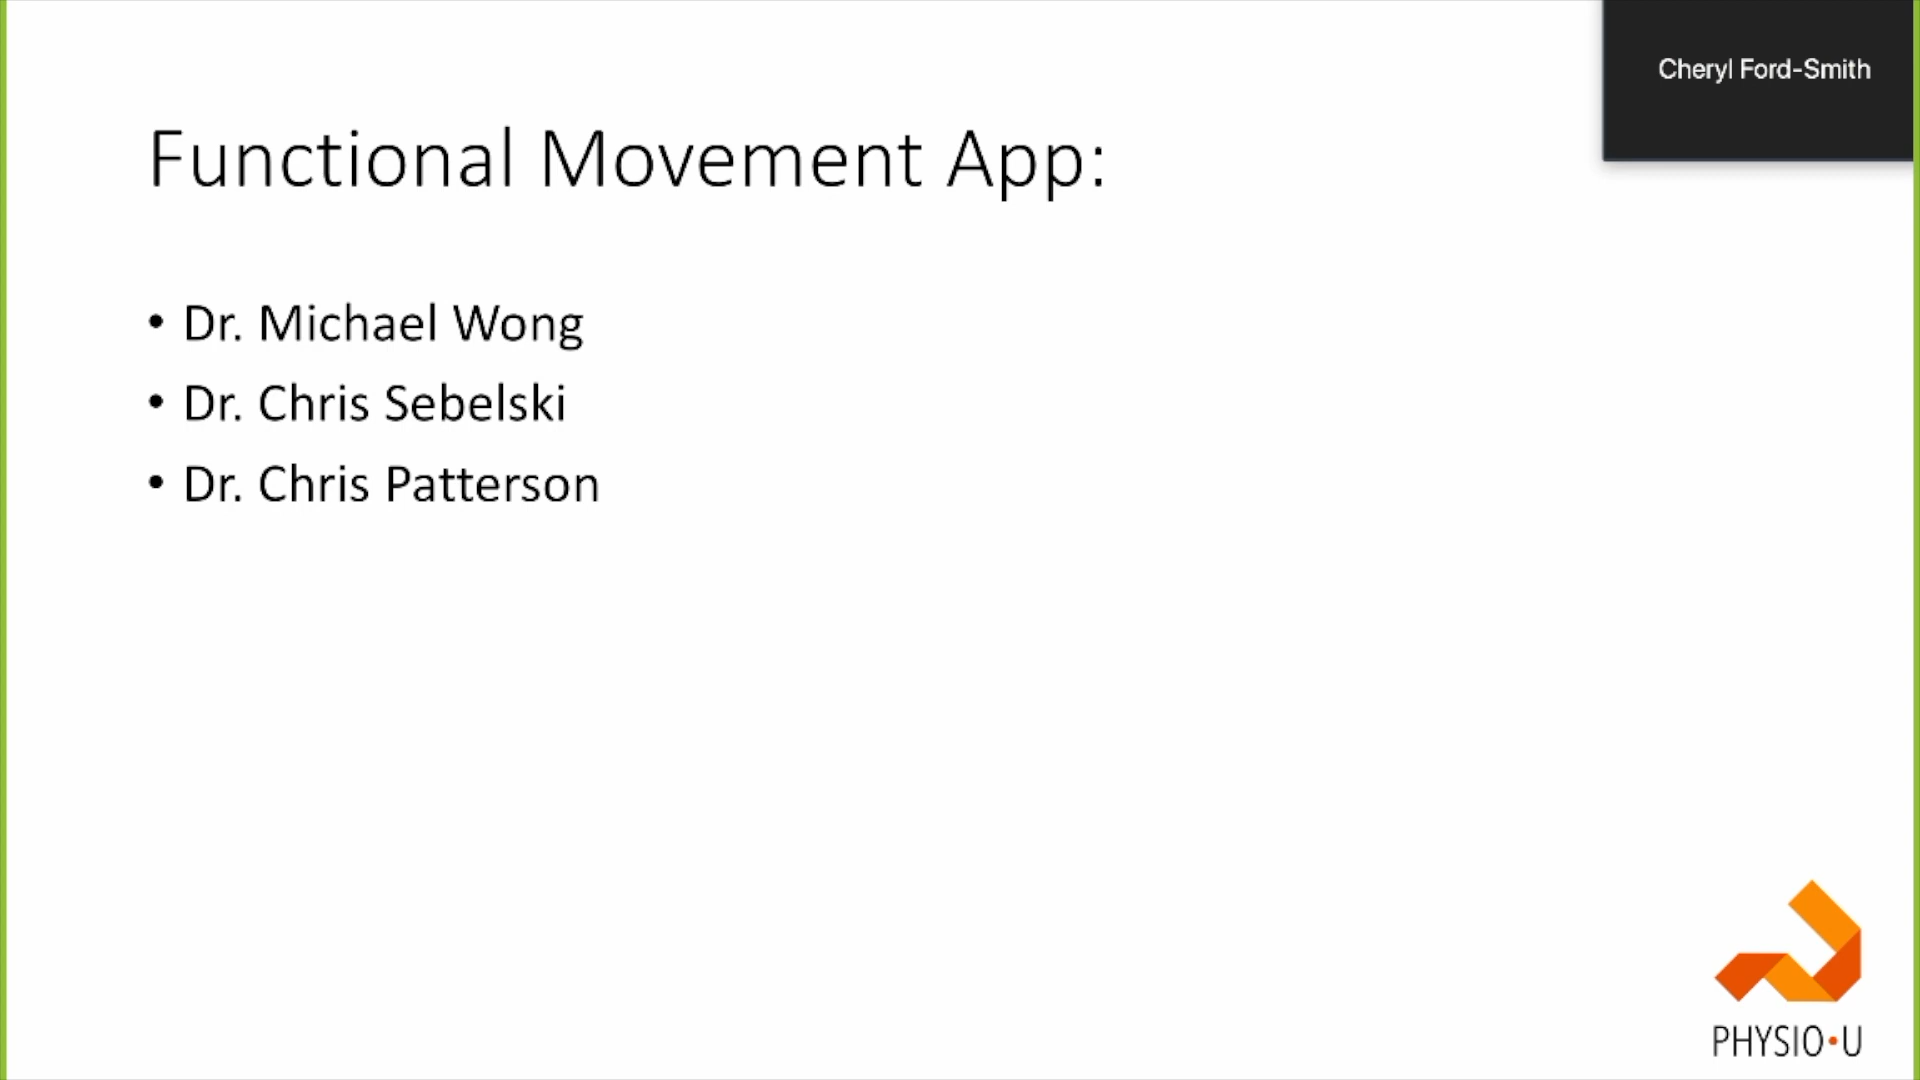 Cheryl Ford-Smith
Functional Movement App:
• Dr. Michael Wong
• Dr. Chris Sebelski
• Dr. Chris Patterson
PHYSIO•U